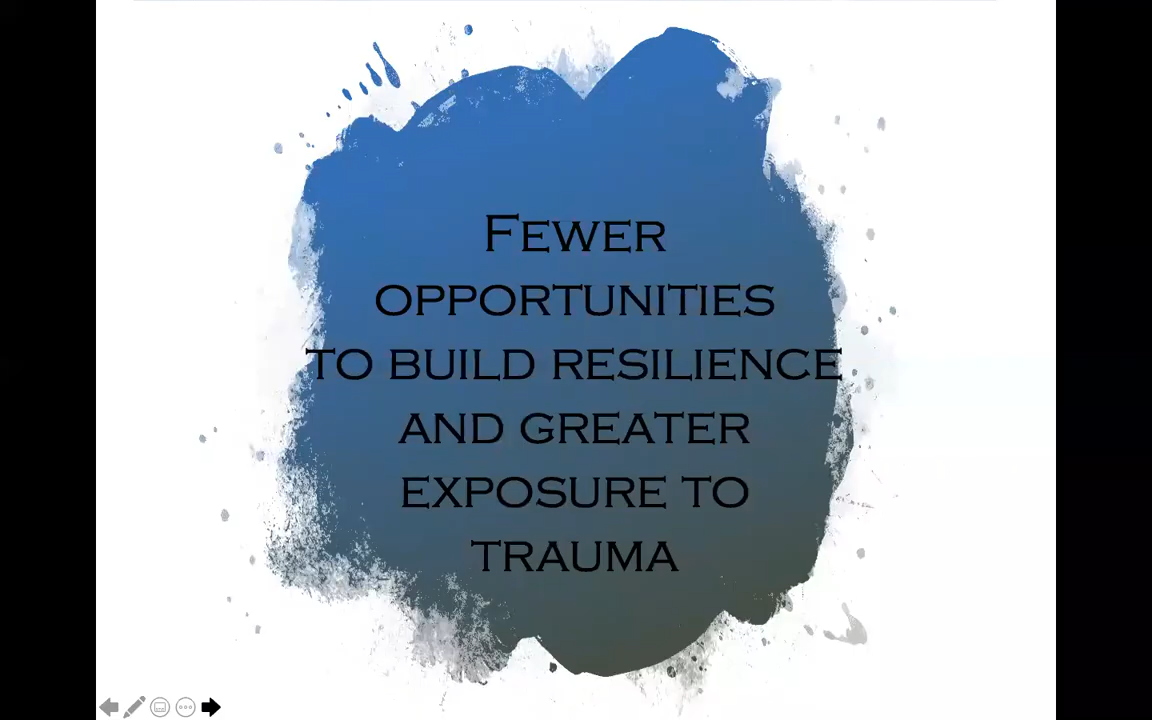 Fewer
opportunities
to build resilience
and greater
exposure to
trauma